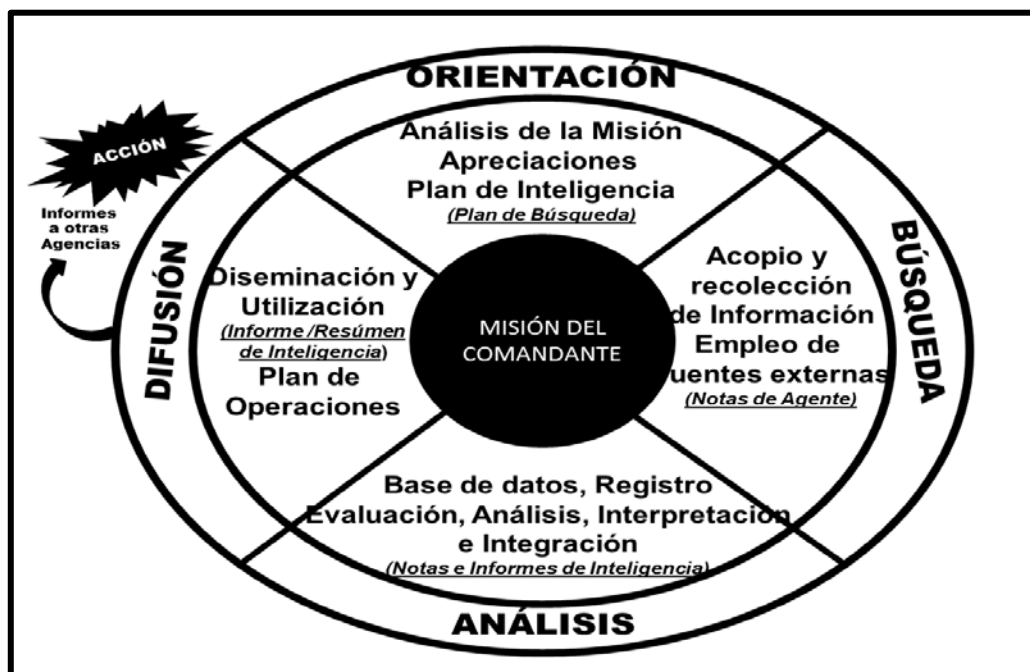 ORIENTACIÓN
Análisis de la Misión
Apreciaciones
Plan de Inteligencia
(Plan de Búsqueda)
ACCIÓN
Informes
a otras
Agencias
DIFUSIÓN
Diseminación y
Utilización
(Informe /Resúmen
de Inteligencia)
Plan de
Operaciones
MISIÓN DEL
COMANDANTE
Acopio y
recolección
de Información
Empleo de
uentes externas
(Notas de Agente)
BÚSQUEDA
Base de datos, Registro
Evaluación, Análisis, Interpretación
e Integración
(Notas e Informes de Inteligencia)
ANÁLISIS